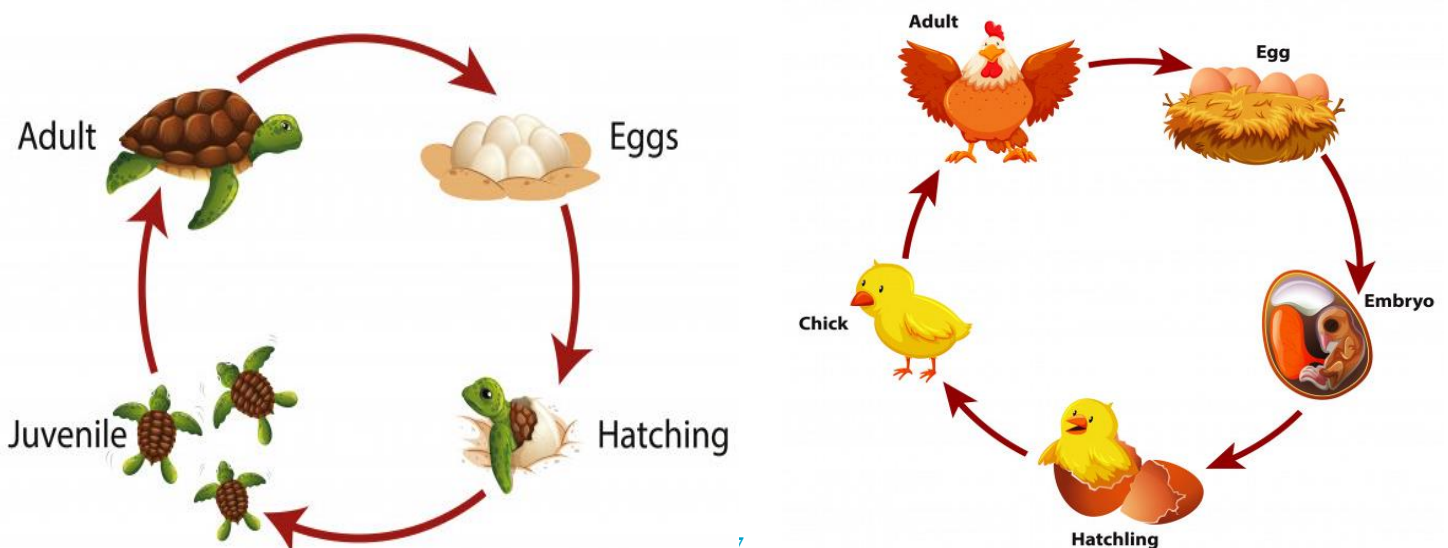 Adult
Eggs
Juvenile
Hatching
Adult
Egg
Embryo
Chick
Hatchling